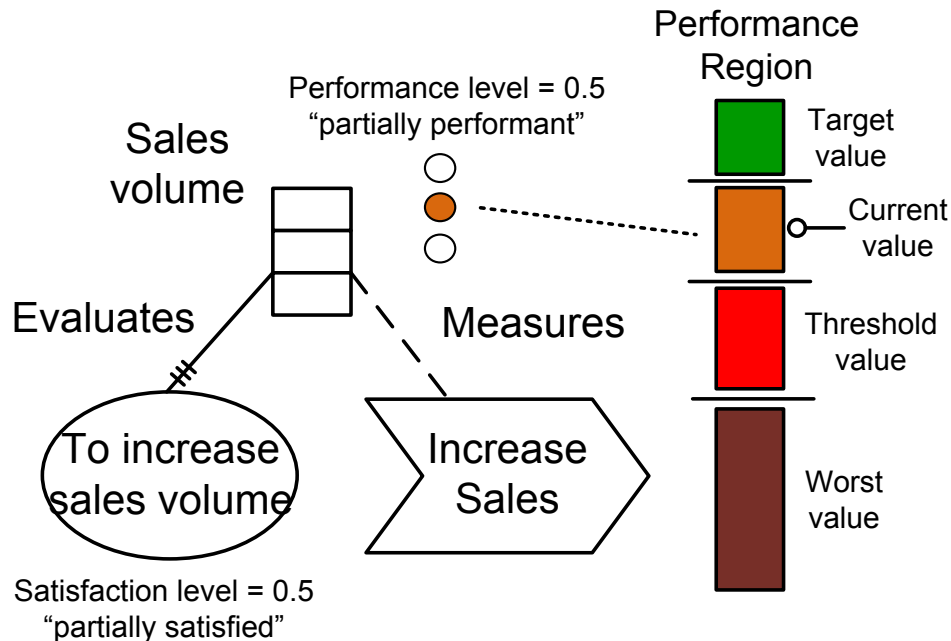 Performance
Region
Performance level = 0.5
“partially performant”
Target
value
Sales
volume
Current
value
Evaluates
Measures
Threshold
value
To increase
sales volume
Increase
Sales
Worst
value
Satisfaction level = 0.5
“partially satisfied”